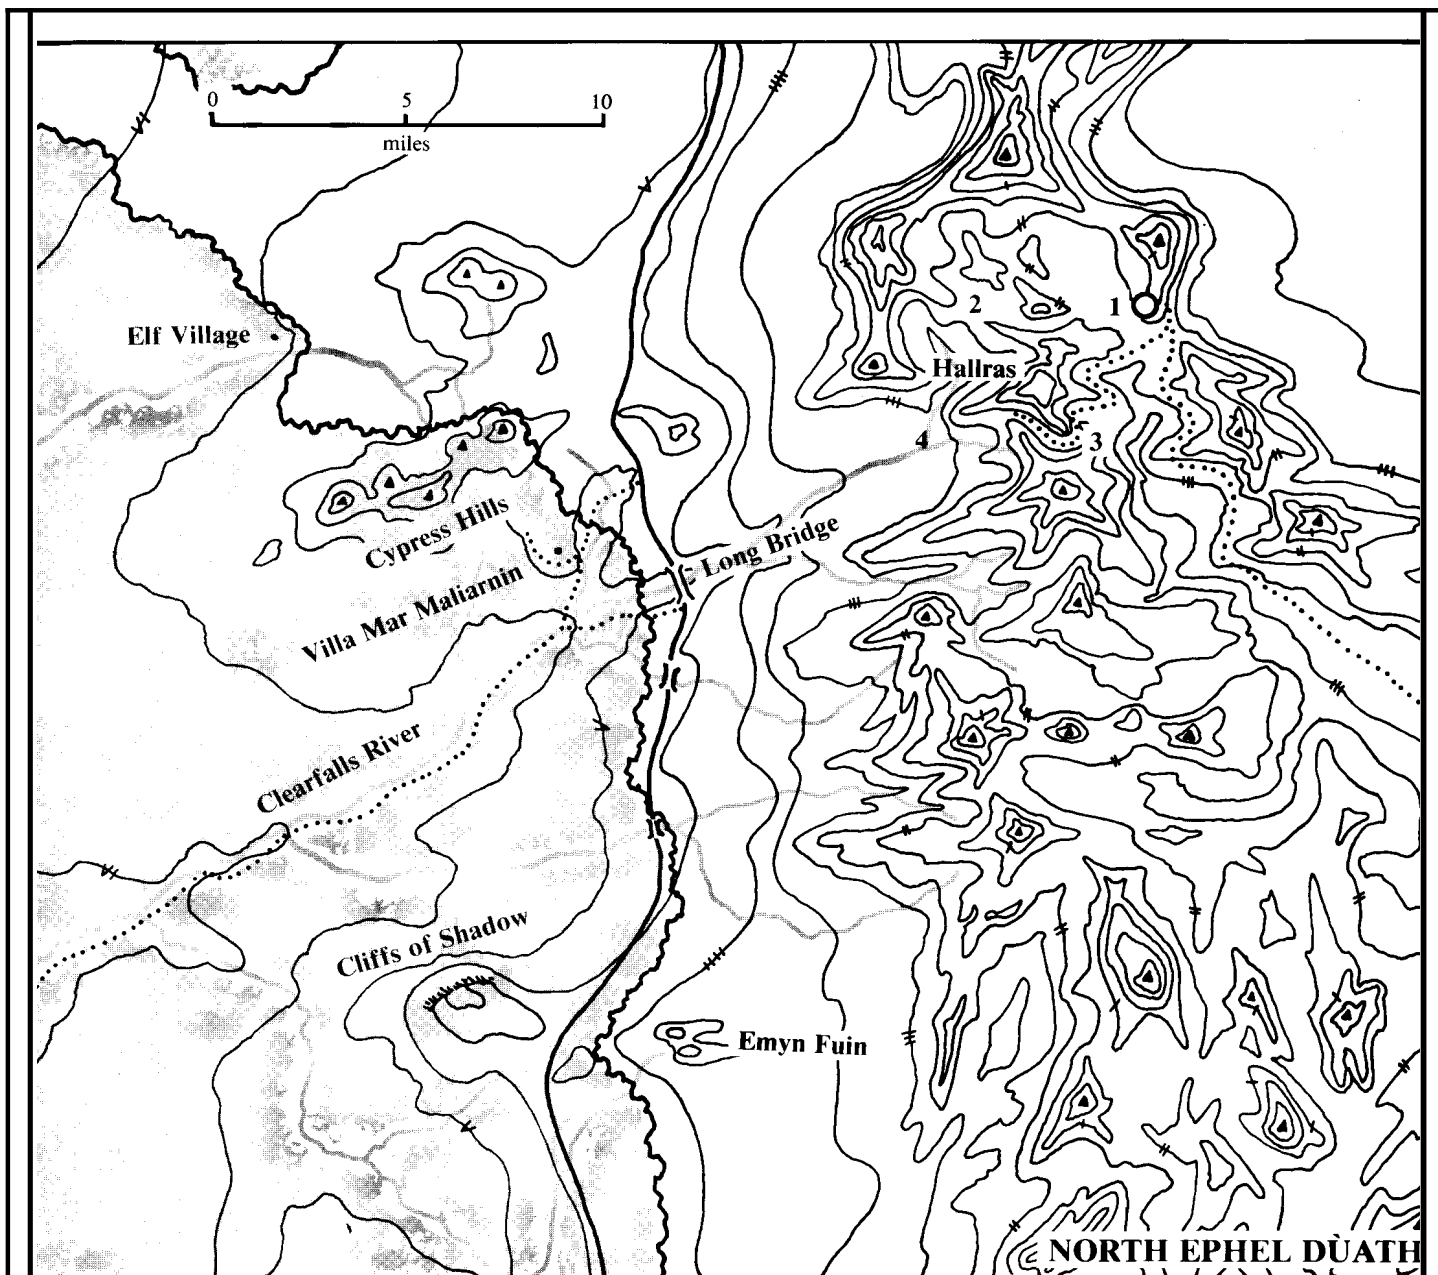 0 5 10
miles
Elf Village
1
2
Hallras
3
4
Cypress Hills
Long Bridge
Villa Mar Maliarnin
Clearfalls River
Cliffs of Shadow
Emyn Fuin
NORTH EPHEL DÙATH